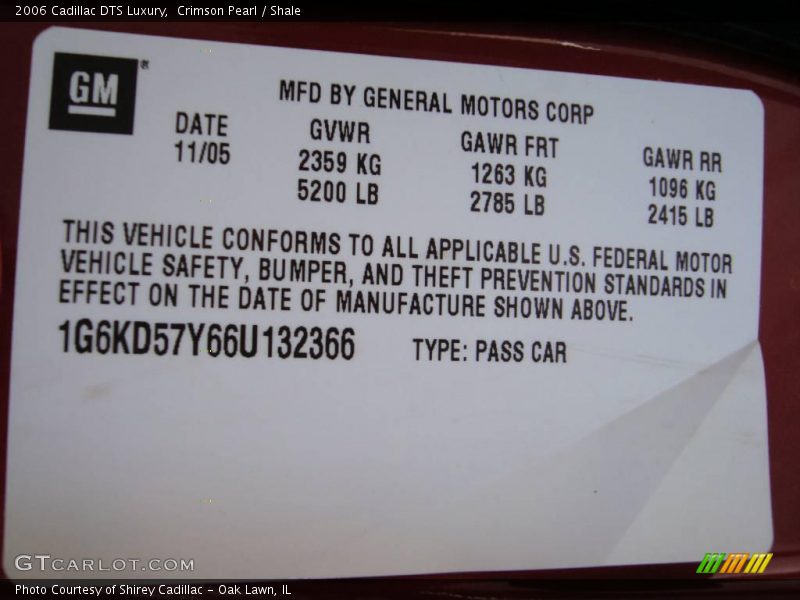 2006 Cadillac DTS Luxury, Crimson Pearl / Shale
GM®
MFD BY GENERAL MOTORS CORP
DATE GVWR GAWR FRT GAWR RR
11/05 2359 KG 1263 KG 1096 KG
5200 LB 2785 LB 2415 LB
THIS VEHICLE CONFORMS TO ALL APPLICABLE U.S. FEDERAL MOTOR
VEHICLE SAFETY, BUMPER, AND THEFT PREVENTION STANDARDS IN
EFFECT ON THE DATE OF MANUFACTURE SHOWN ABOVE.
1G6KD57Y66U132366 TYPE: PASS CAR
GTCARLOT.COM
Photo Courtesy of Shirey Cadillac – Oak Lawn, IL